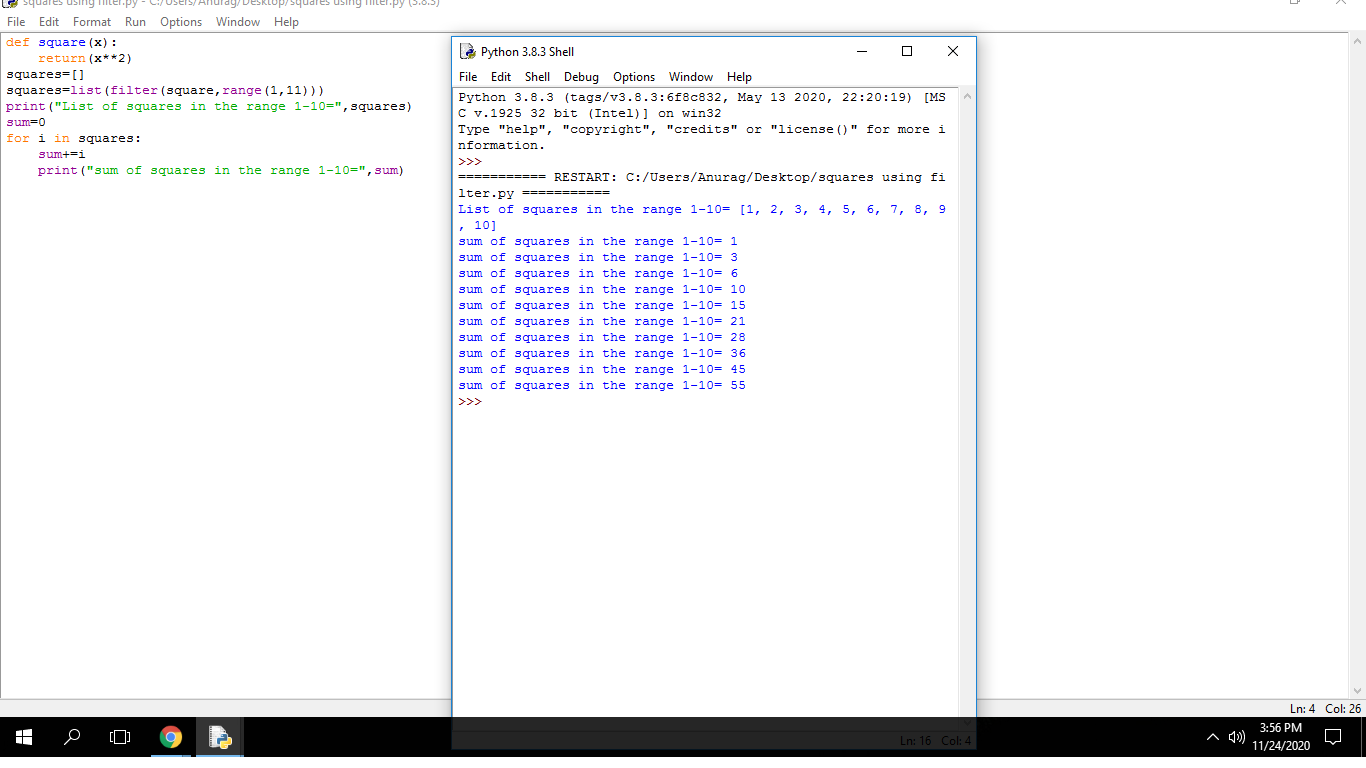 squares using filter.py - C:/Users/Anurag/Desktop/squares using filter.py (3.8.3)
File Edit Format Run Options Window Help
def square(x):
    return(x**2)
squares=[]
squares=list(filter(square,range(1,11)))
print("List of squares in the range 1-10=",squares)
sum=0
for i in squares:
    sum+=i
    print("sum of squares in the range 1-10=",sum)
Python 3.8.3 Shell
File Edit Shell Debug Options Window Help
Python 3.8.3 (tags/v3.8.3:6f8c832, May 13 2020, 22:20:19) [MS
C v.1925 32 bit (Intel)] on win32
Type "help", "copyright", "credits" or "license()" for more i
nformation.
>>>
=========== RESTART: C:/Users/Anurag/Desktop/squares using fi
lter.py ===========
List of squares in the range 1-10= [1, 2, 3, 4, 5, 6, 7, 8, 9
, 10]
sum of squares in the range 1-10= 1
sum of squares in the range 1-10= 3
sum of squares in the range 1-10= 6
sum of squares in the range 1-10= 10
sum of squares in the range 1-10= 15
sum of squares in the range 1-10= 21
sum of squares in the range 1-10= 28
sum of squares in the range 1-10= 36
sum of squares in the range 1-10= 45
sum of squares in the range 1-10= 55
>>>
Ln: 4 Col: 26
Ln: 16 Col: 4
3:56 PM
11/24/2020